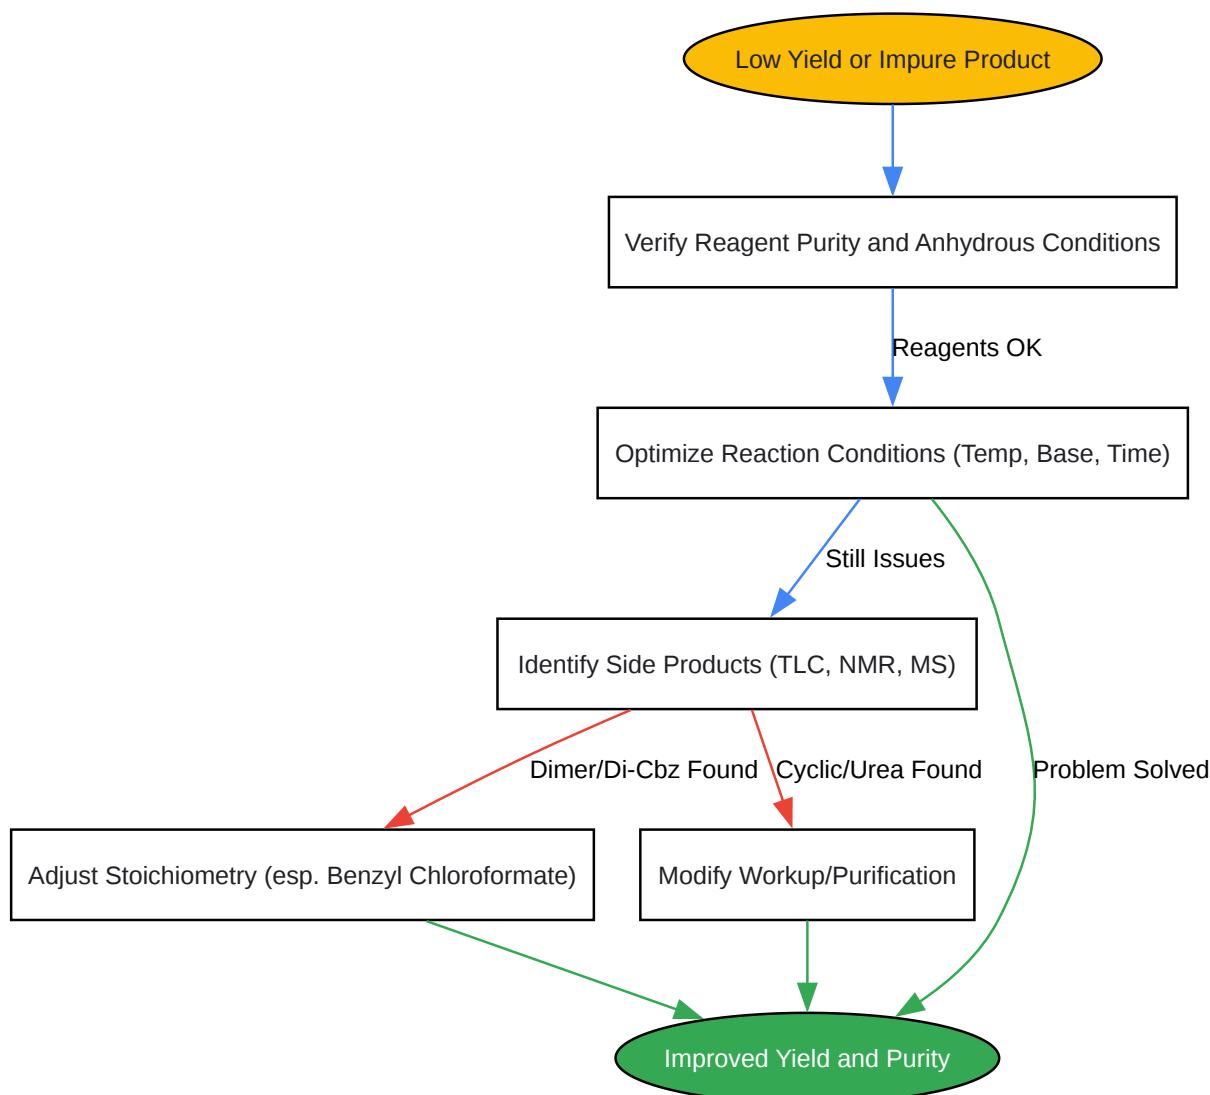 Low Yield or Impure Product
Verify Reagent Purity and Anhydrous Conditions
Reagents OK
Optimize Reaction Conditions (Temp, Base, Time)
Still Issues
Identify Side Products (TLC, NMR, MS)
Dimer/Di-Cbz Found
Cyclic/Urea Found
Problem Solved
Adjust Stoichiometry (esp. Benzyl Chloroformate)
Modify Workup/Purification
Improved Yield and Purity